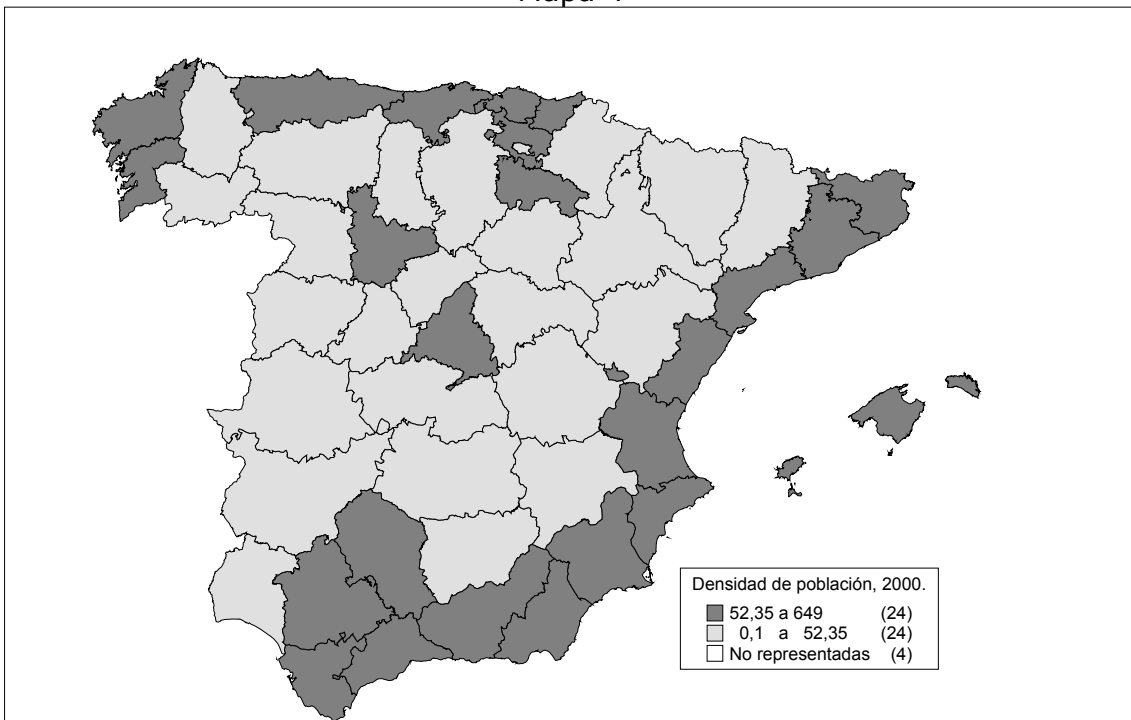 Densidad de población, 2000.
52,35 a 649 (24)
0,1 a 52,35 (24)
No representadas (4)